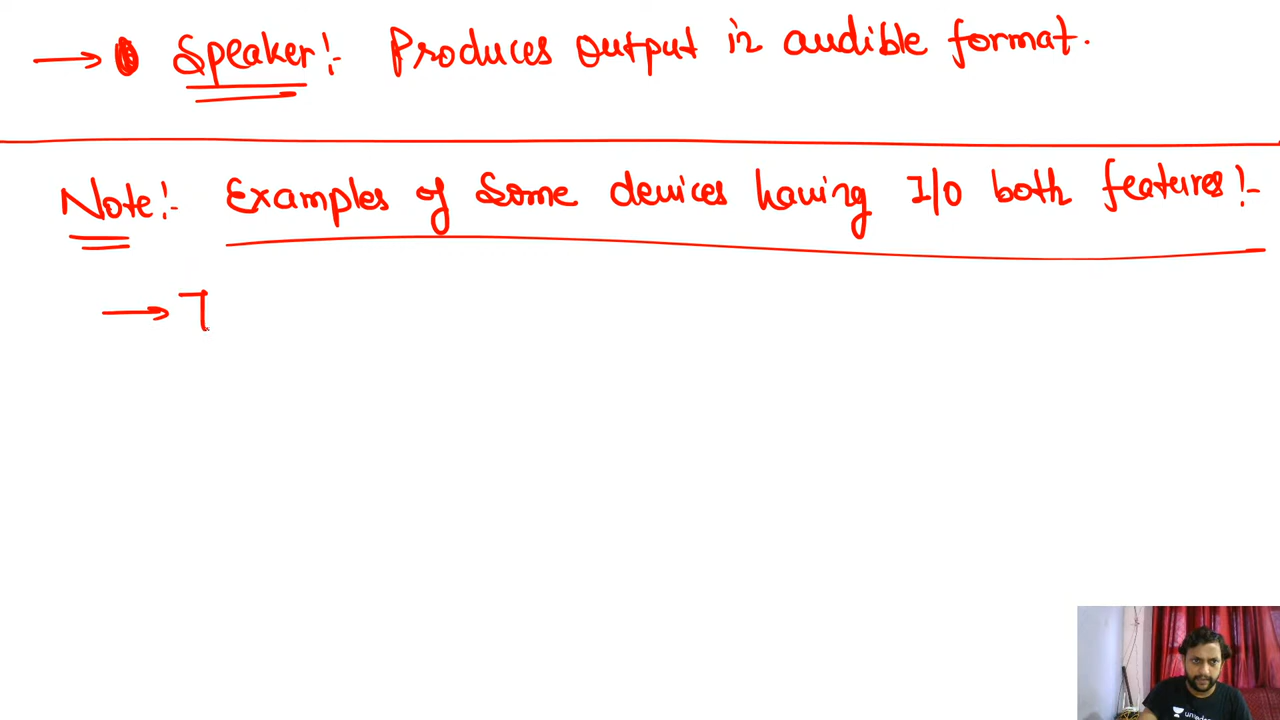 → • Speaker:- Produces output in audible format.
Note:- Examples of some devices having I/O both features:-
→ T